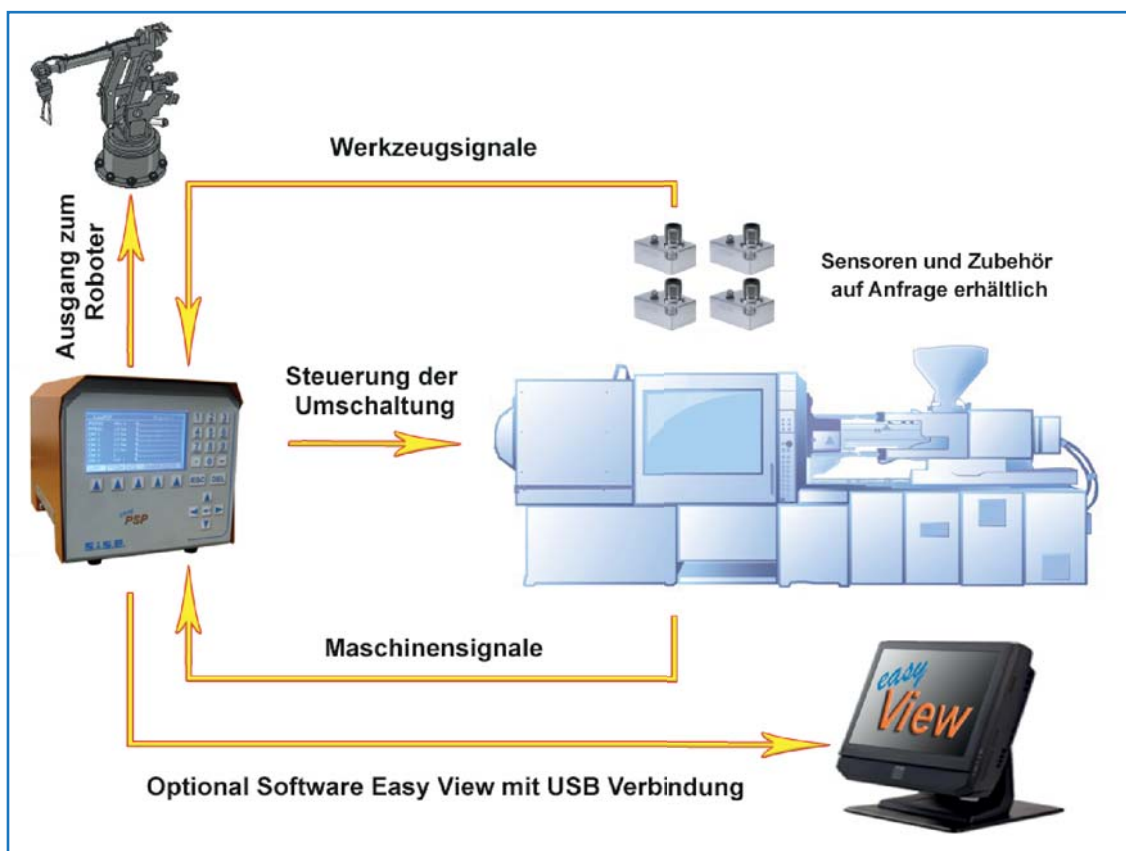 Werkzeugsignale
Ausgang zum
Roboter
Sensoren und Zubehör
auf Anfrage erhältlich
Steuerung der
Umschaltung
ESC
DEL
PSP
S.I.S.E.
Maschinensignale
easy
View
Optional Software Easy View mit USB Verbindung